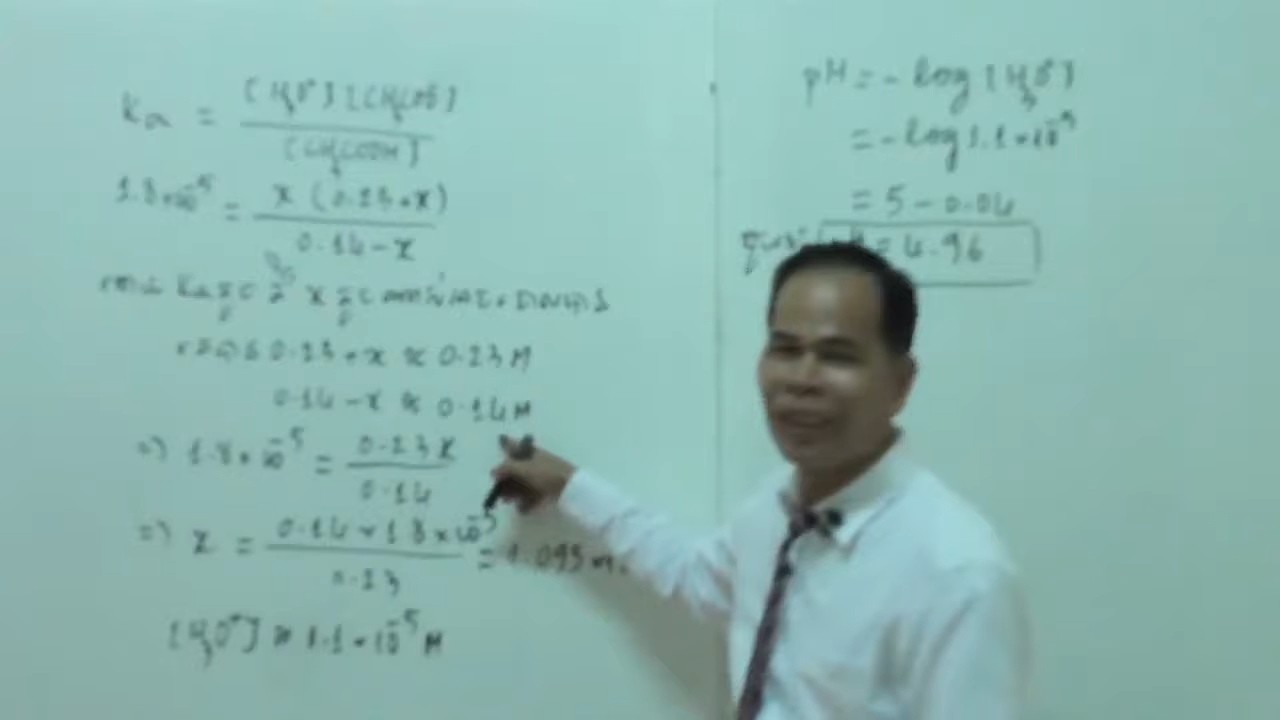 Ka = [H₃O⁺][CH₃COO⁻] / [CH₃COOH]
1.8×10⁻⁵ = x (0.23+x) / 0.14-x
Ka x
0.23+x ≈ 0.23M
0.14-x ≈ 0.14M
=> 1.8×10⁻⁵ = 0.23x / 0.14
=> x = 0.14×1.8×10⁻⁵ / 0.23 = 1.095
[H₃O⁺] ≈ 1.1×10⁻⁵ M
pH = -log [H₃O⁺]
= -log 1.1×10⁻⁵
= 5-0.04
= 4.96